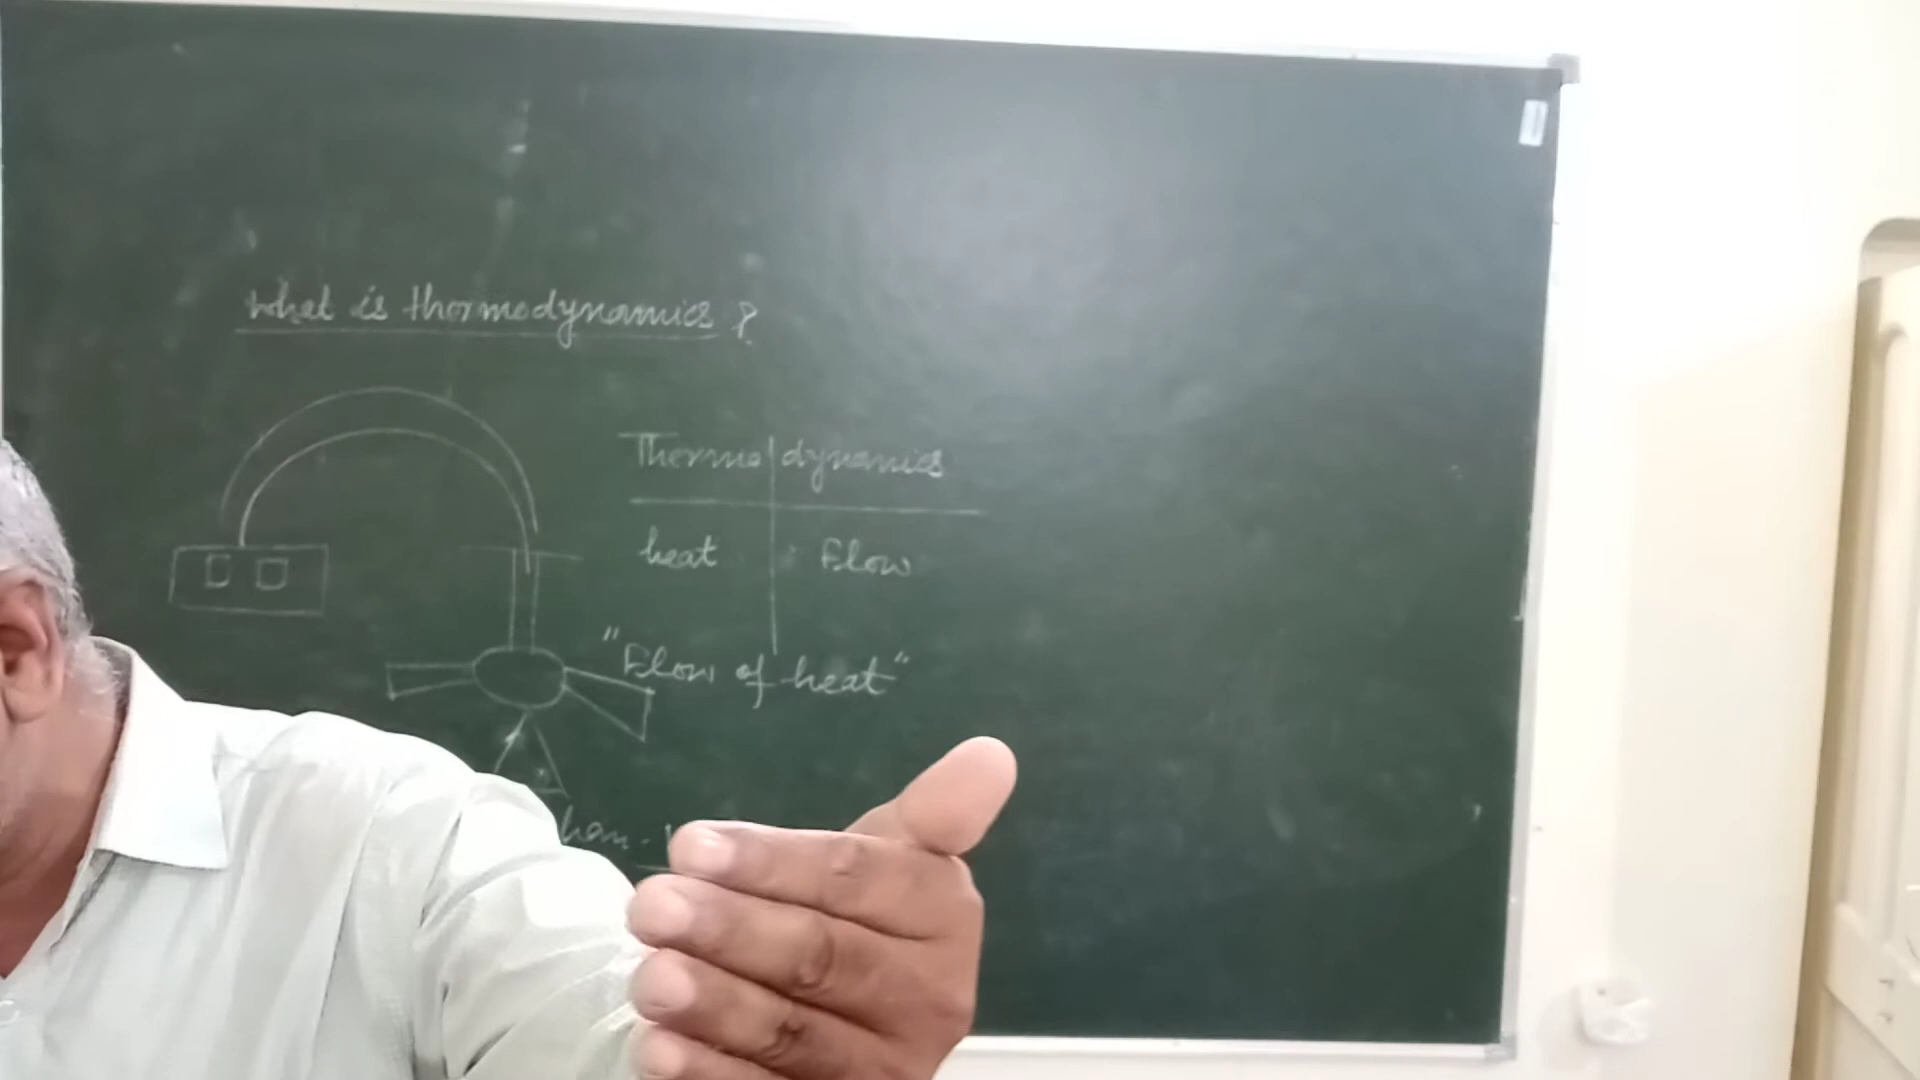 What is thermodynamics ?
Thermo dynamics
heat flow
"Flow of heat"